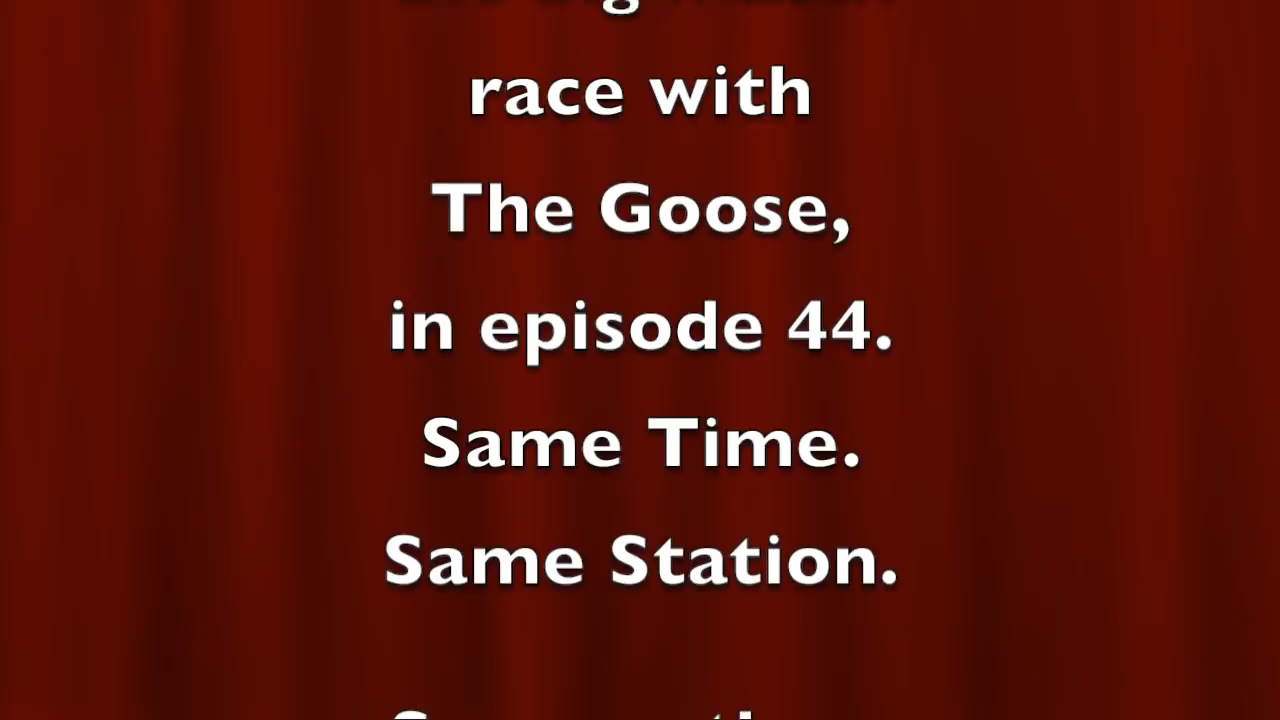 race with
The Goose,
in episode 44.
Same Time.
Same Station.